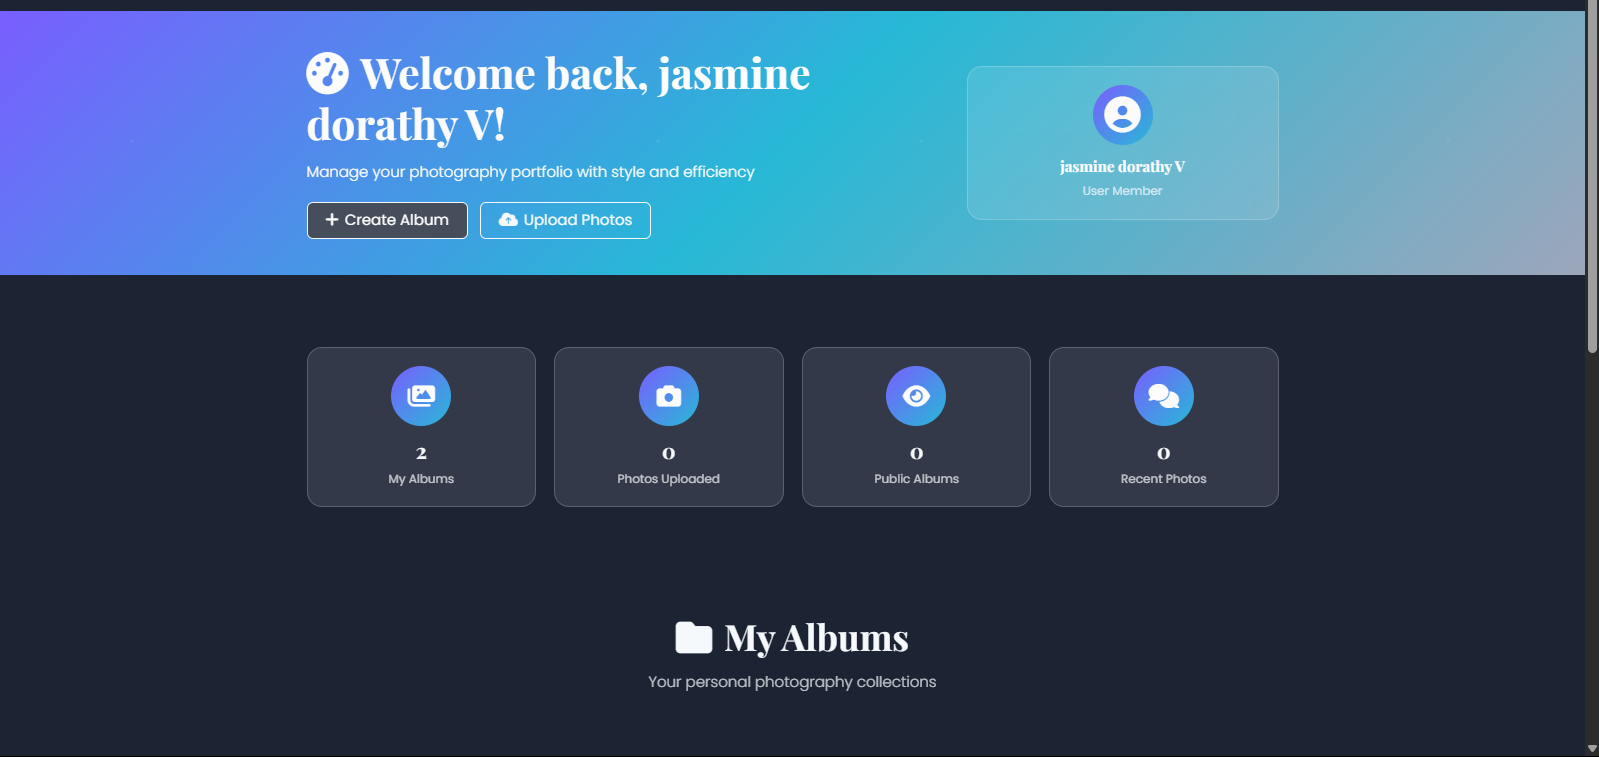 Welcome back, jasmine
dorathy V!
Manage your photography portfolio with style and efficiency
Create Album
Upload Photos
jasmine dorathy V
User Member
2
My Albums
0
Photos Uploaded
0
Public Albums
0
Recent Photos
My Albums
Your personal photography collections